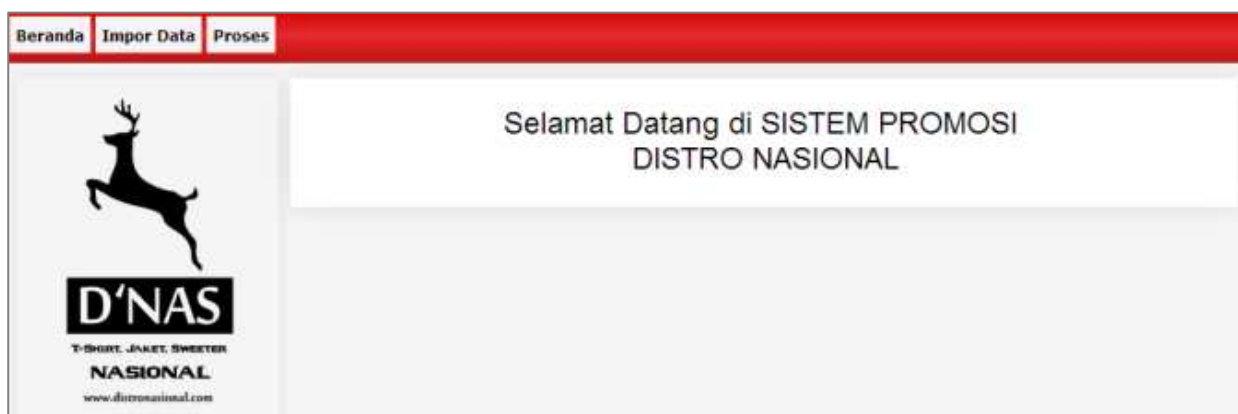 Beranda Impor Data Proses
Selamat Datang di SISTEM PROMOSI
DISTRO NASIONAL
D'NAS
T-SHIRT, JAKET, SWEETER
NASIONAL
www.distronasional.com